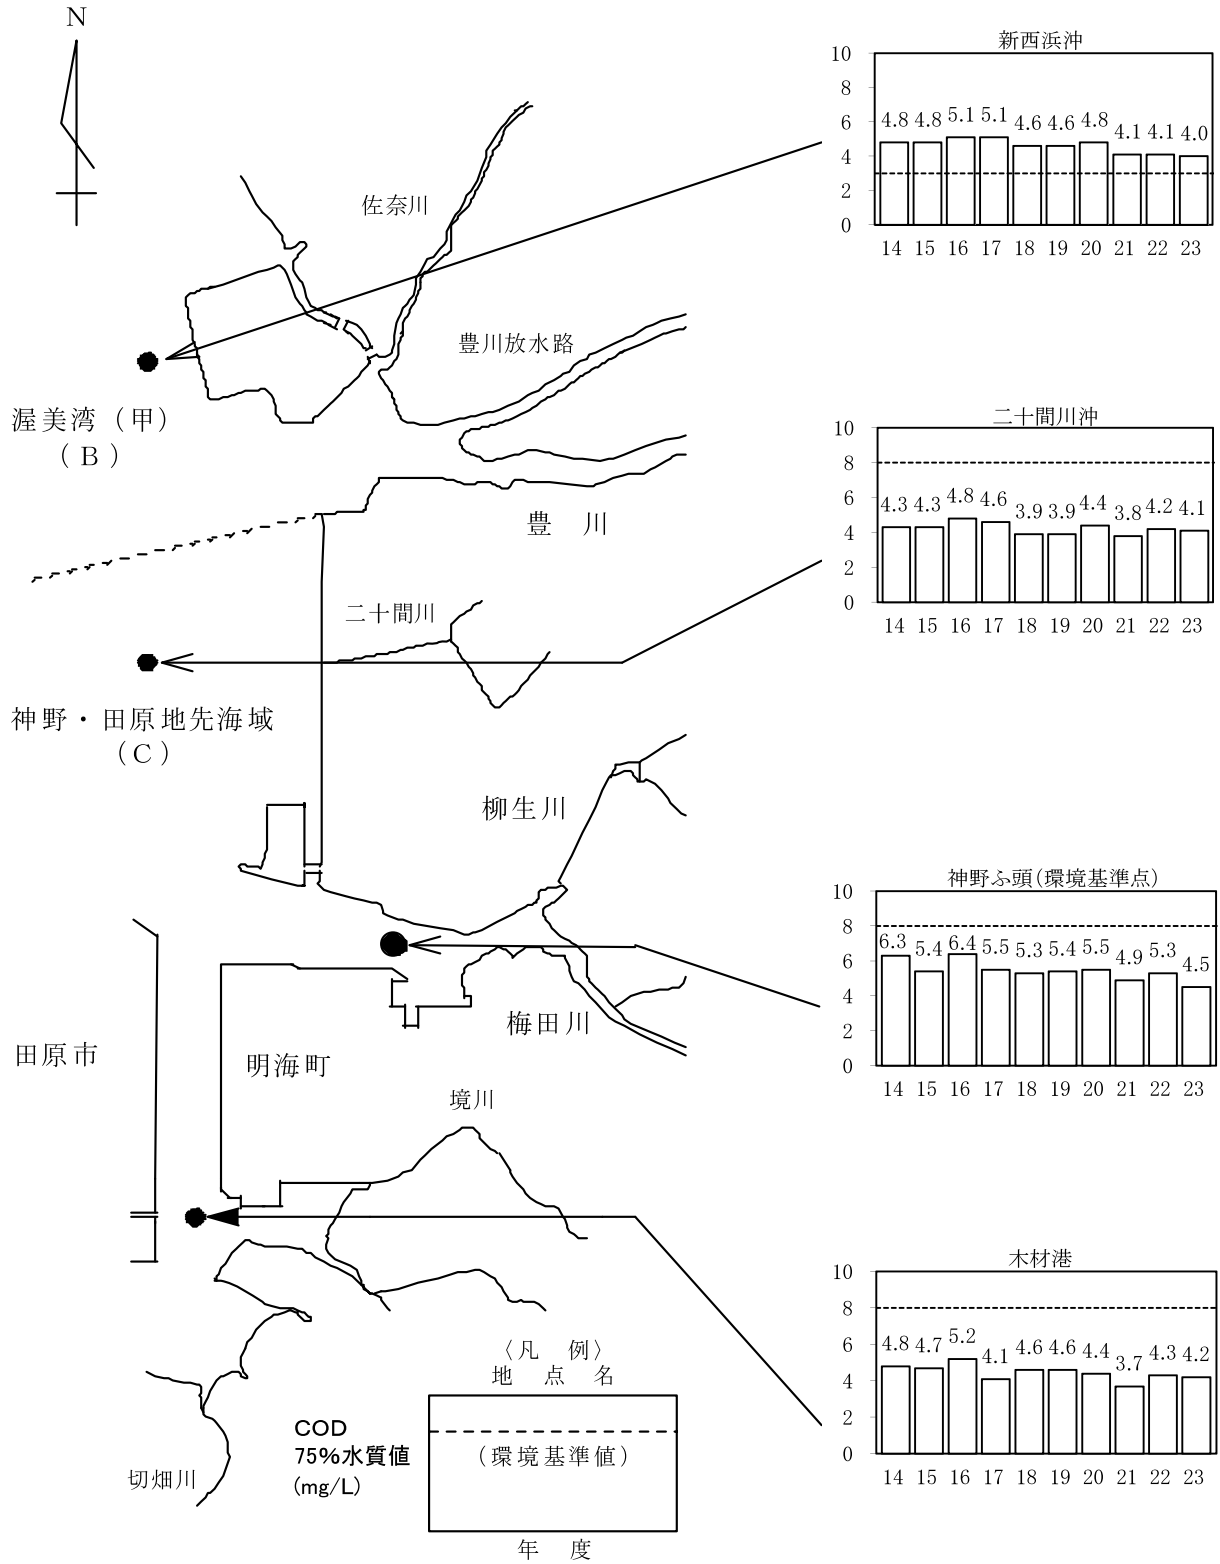 N
佐奈川
豊川放水路
渥美湾（甲）
（B）
豊　川
二十間川
神野・田原地先海域
（C）
柳生川
梅田川
田原市
明海町
境川
切畑川
新西浜沖
10
8
6
4
2
0
4.8 4.8 5.1 5.1 4.6 4.6 4.8 4.1 4.1 4.0
14 15 16 17 18 19 20 21 22 23
二十間川沖
10
8
6
4
2
0
4.3 4.3 4.8 4.6 3.9 3.9 4.4 3.8 4.2 4.1
14 15 16 17 18 19 20 21 22 23
神野ふ頭（環境基準点）
10
8
6
4
2
0
6.3 5.4 6.4 5.5 5.3 5.4 5.5 4.9 5.3 4.5
14 15 16 17 18 19 20 21 22 23
木材港
10
8
6
4
2
0
4.8 4.7 5.2 4.1 4.6 4.6 4.4 3.7 4.3 4.2
14 15 16 17 18 19 20 21 22 23
〈凡　例〉
地　点　名
COD
75%水質値
(mg/L)
（環境基準値）
年　度